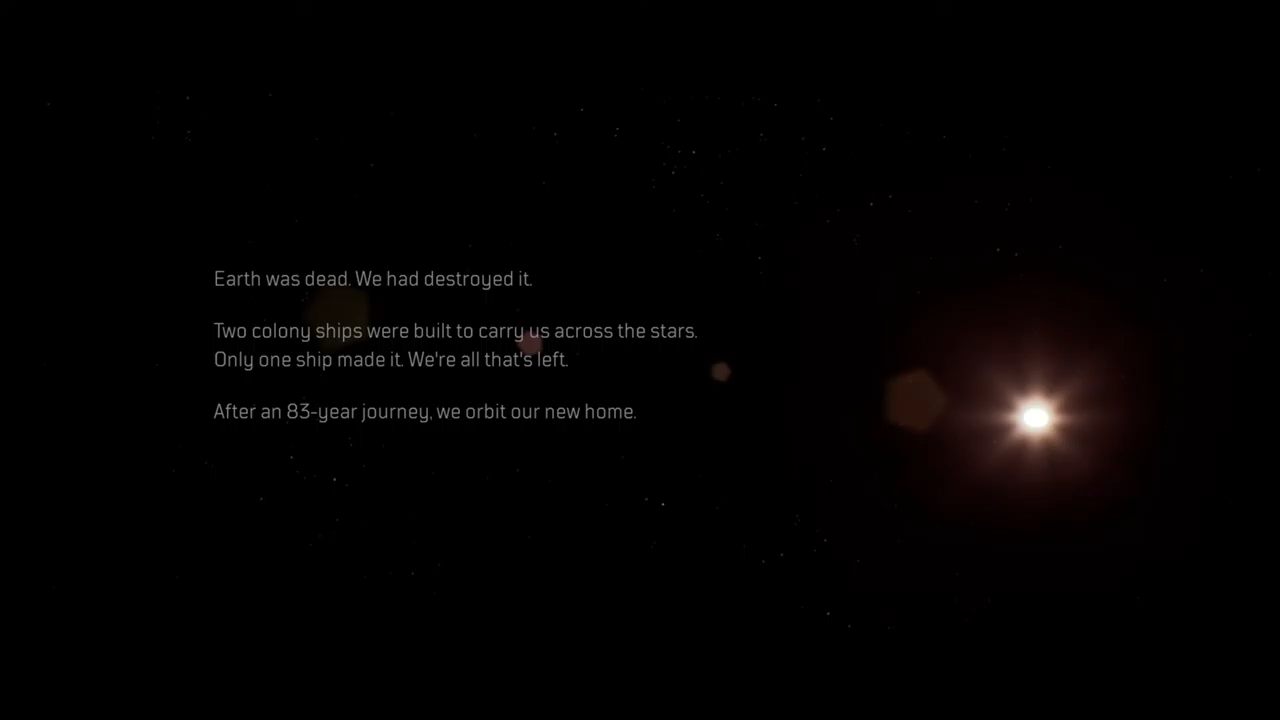 Earth was dead. We had destroyed it.
Two colony ships were built to carry us across the stars.
Only one ship made it. We're all that's left.
After an 83-year journey, we orbit our new home.